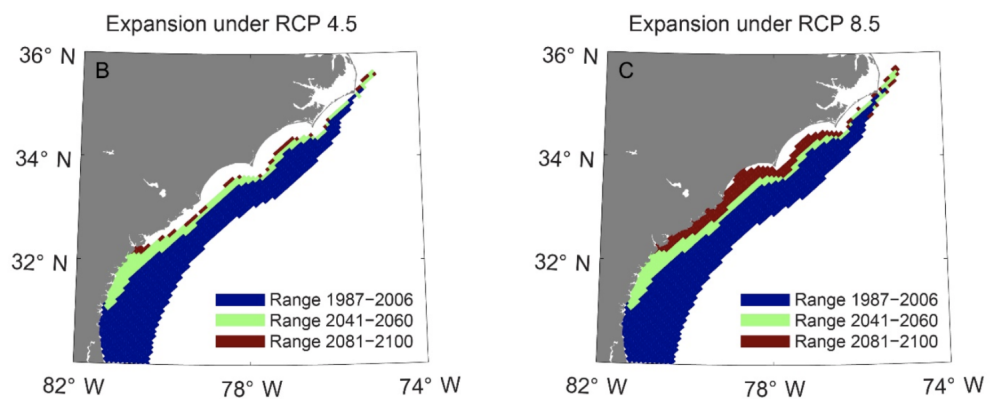 Expansion under RCP 4.5
Expansion under RCP 8.5
36° N
B
34° N
32° N
Range 1987−2006
Range 2041−2060
Range 2081−2100
82° W
78° W
74° W
36° N
C
34° N
32° N
Range 1987−2006
Range 2041−2060
Range 2081−2100
82° W
78° W
74° W